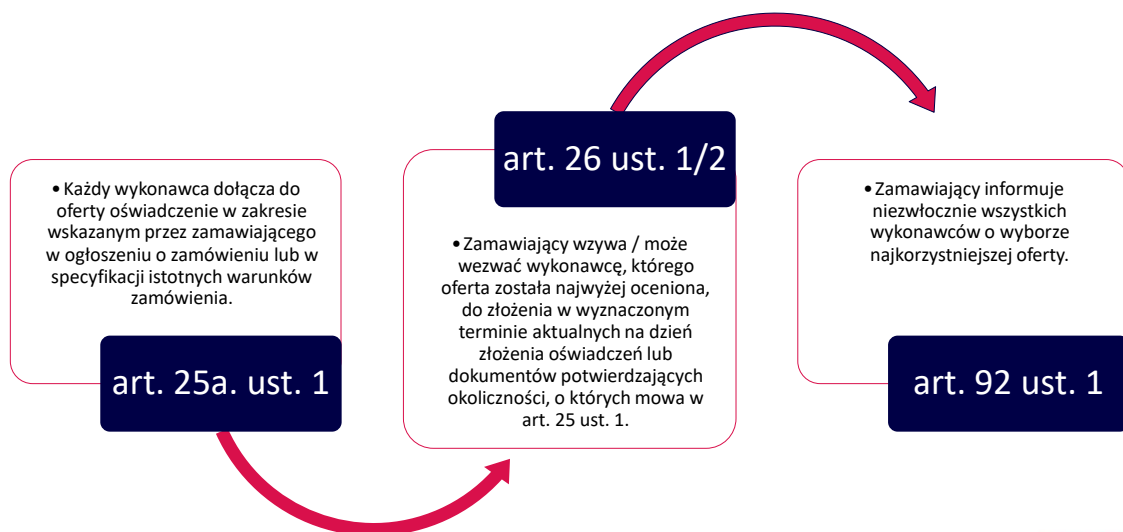 • Każdy wykonawca dołącza do
oferty oświadczenie w zakresie
wskazanym przez zamawiającego
w ogłoszeniu o zamówieniu lub w
specyfikacji istotnych warunków
zamówienia.
art. 25a. ust. 1
art. 26 ust. 1/2
• Zamawiający wzywa / może
wezwać wykonawcę, którego
oferta została najwyżej oceniona,
do złożenia w wyznaczonym
terminie aktualnych na dzień
złożenia oświadczeń lub
dokumentów potwierdzających
okoliczności, o których mowa w
art. 25 ust. 1.
• Zamawiający informuje
niezwłocznie wszystkich
wykonawców o wyborze
najkorzystniejszej oferty.
art. 92 ust. 1